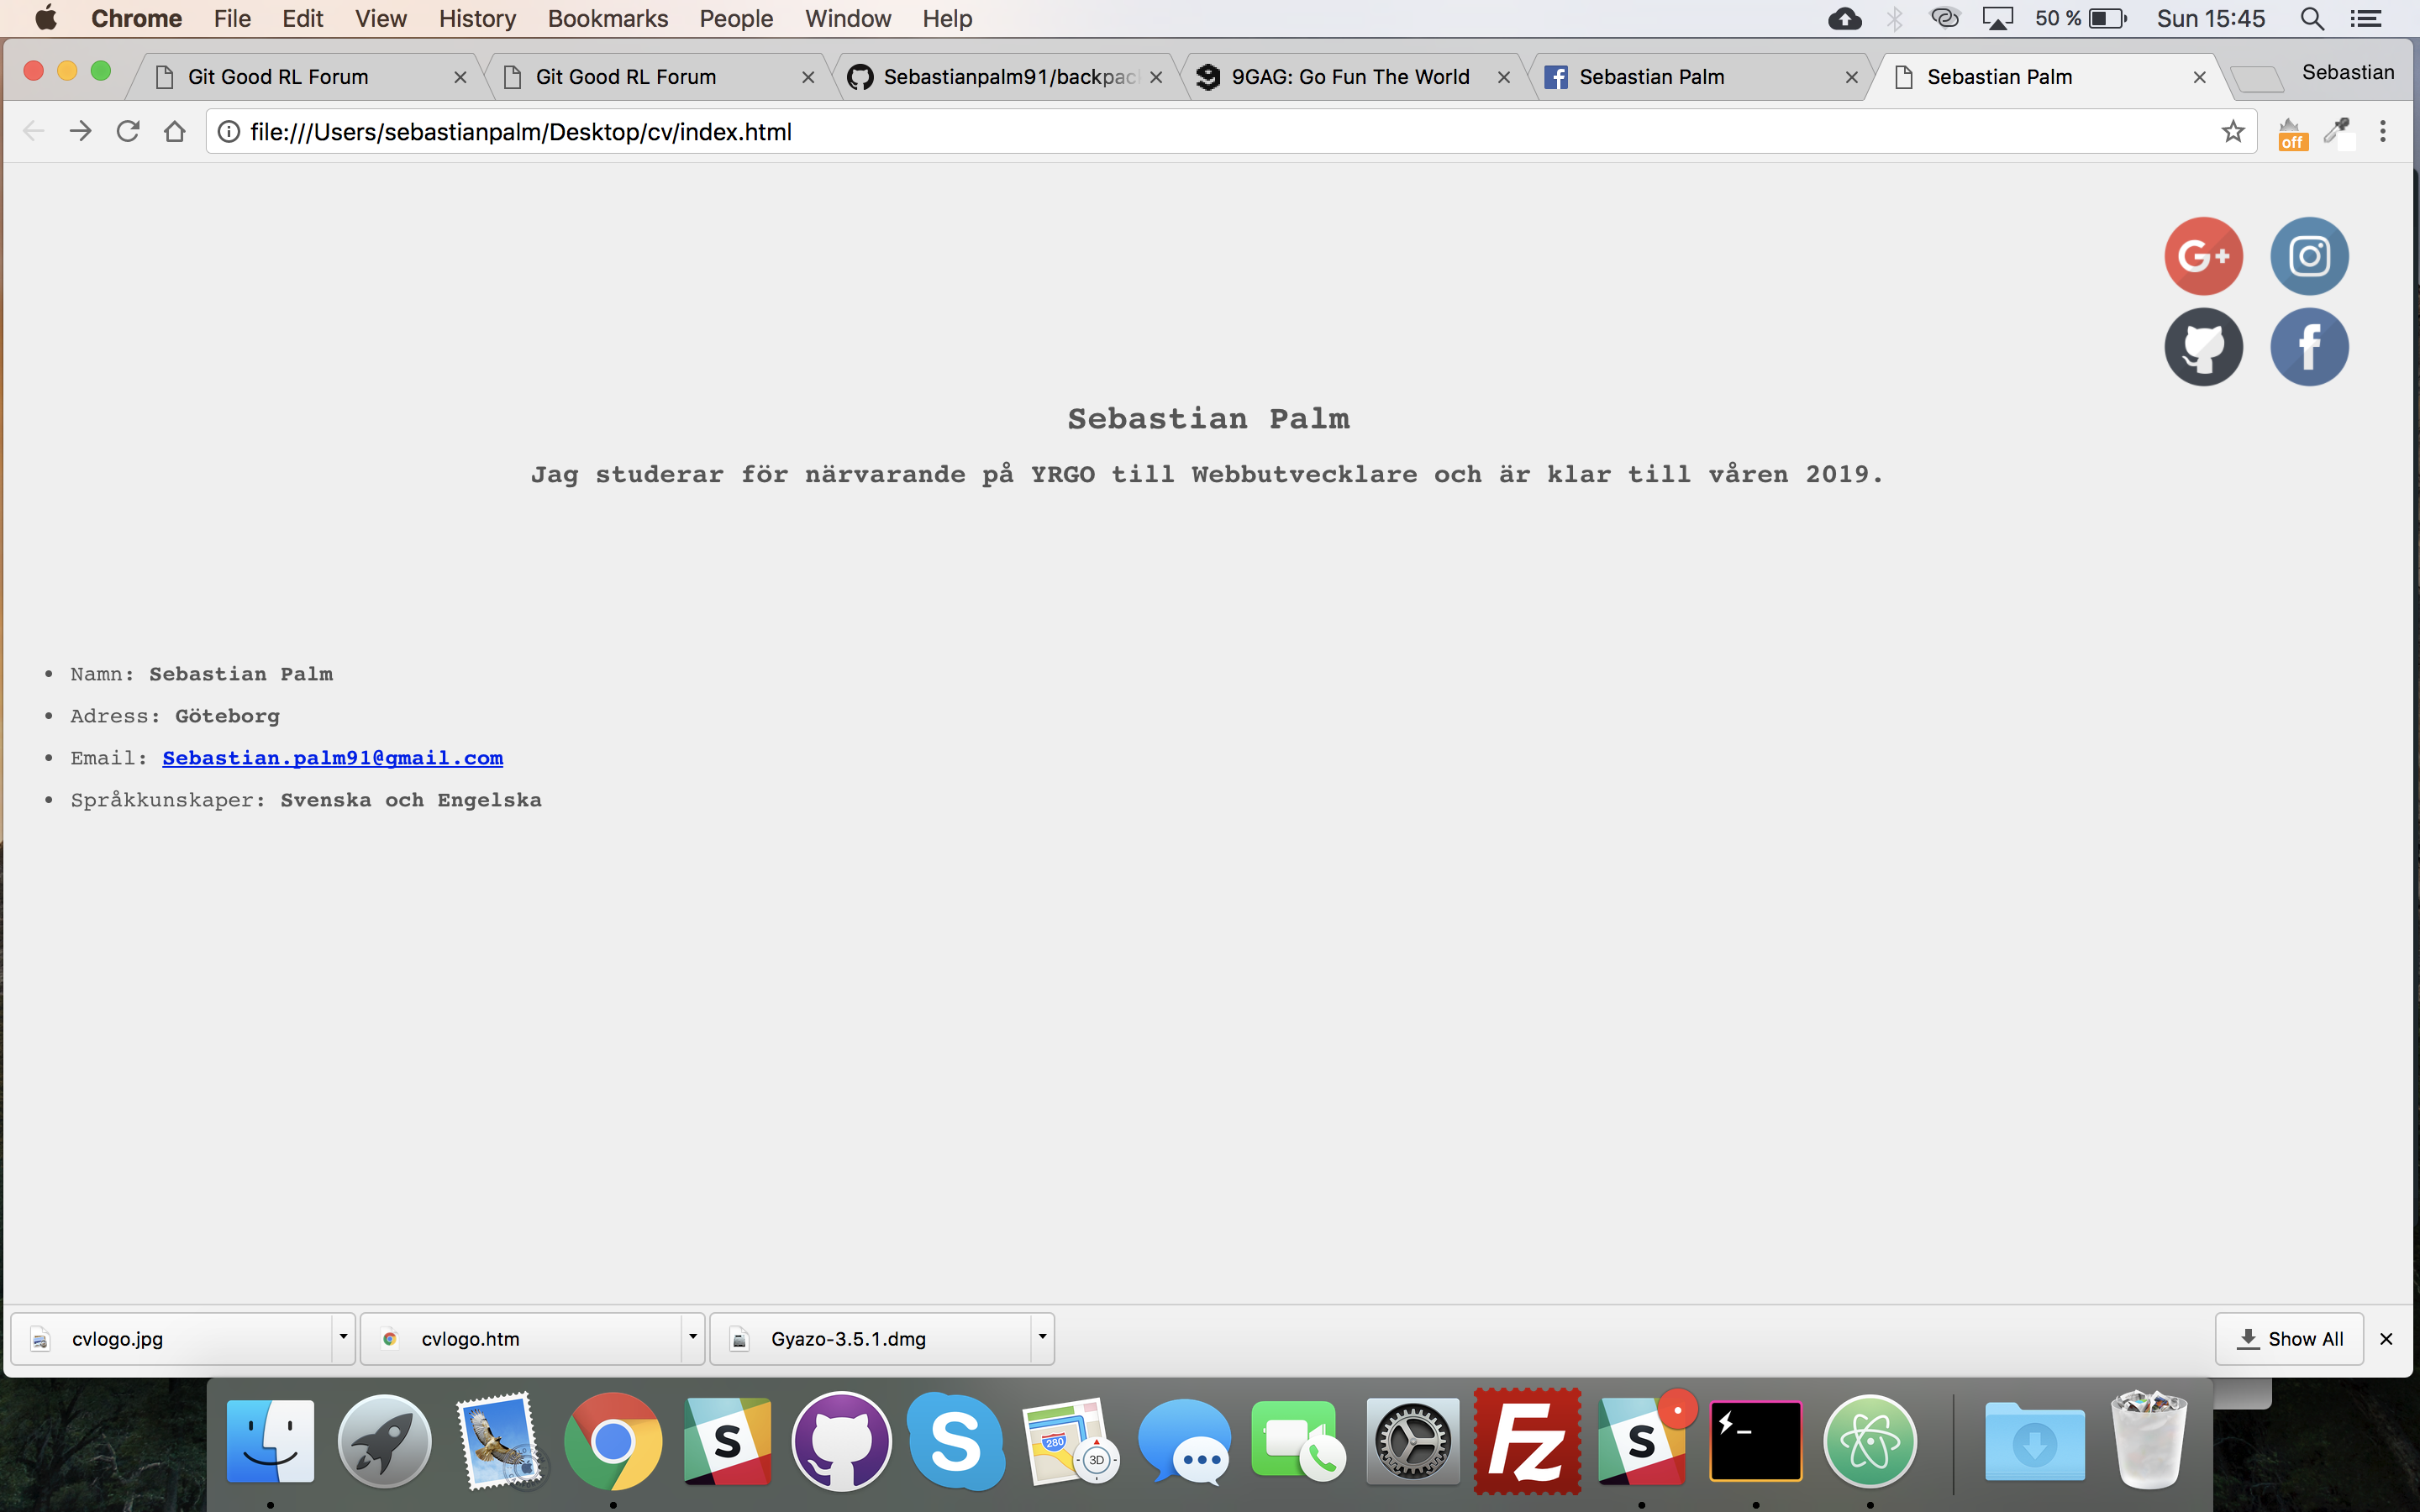 Chrome File Edit View History Bookmarks People Window Help 50 % Sun 15:45
Git Good RL Forum Git Good RL Forum Sebastianpalm91/backpac 9GAG: Go Fun The World Sebastian Palm Sebastian Palm Sebastian
file:///Users/sebastianpalm/Desktop/cv/index.html off
G+
f
Sebastian Palm
Jag studerar för närvarande på YRGO till Webbutvecklare och är klar till våren 2019.
• Namn: Sebastian Palm
• Adress: Göteborg
• Email: Sebastian.palm91@gmail.com
• Språkkunskaper: Svenska och Engelska
cvlogo.jpg cvlogo.htm Gyazo-3.5.1.dmg Show All
S S 280 3D Fz S